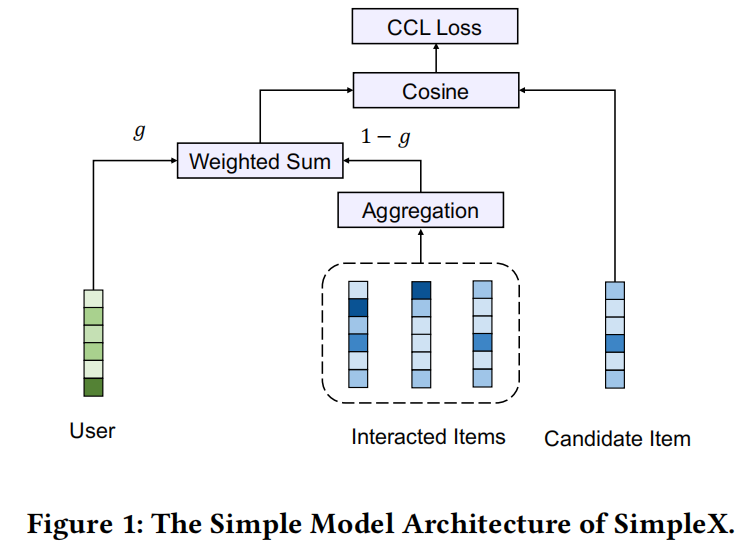 CCL Loss
Cosine
g
1 − g
Weighted Sum
Aggregation
User
Interacted Items
Candidate Item
Figure 1: The Simple Model Architecture of SimpleX.